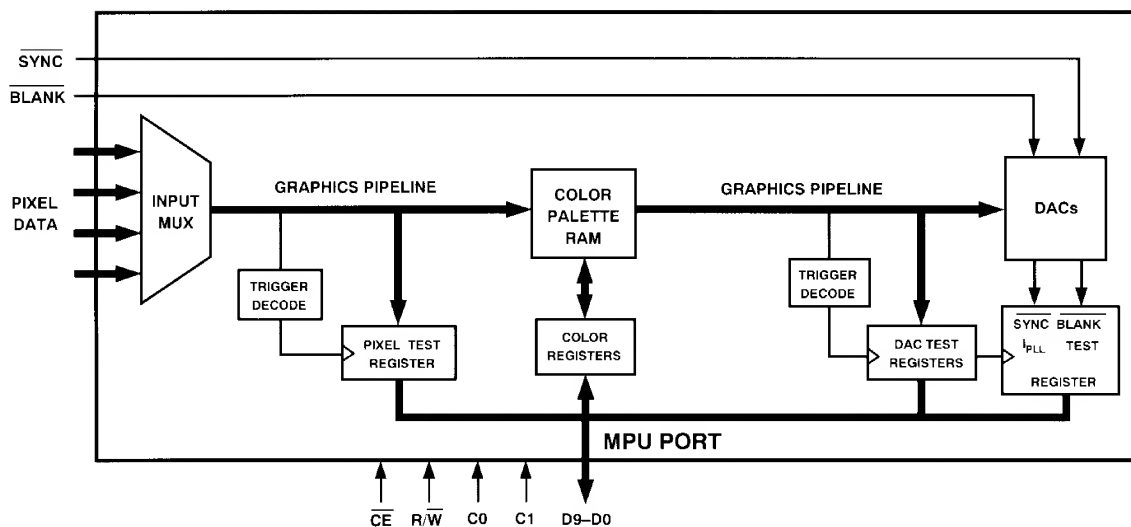 SYNC
BLANK
PIXEL
DATA
INPUT
MUX
GRAPHICS PIPELINE
TRIGGER
DECODE
PIXEL TEST
REGISTER
COLOR
PALETTE
RAM
COLOR
REGISTERS
GRAPHICS PIPELINE
TRIGGER
DECODE
DAC TEST
REGISTERS
DACs
SYNC BLANK
IPLL TEST
REGISTER
MPU PORT
CE R/W C0 C1 D9–D0